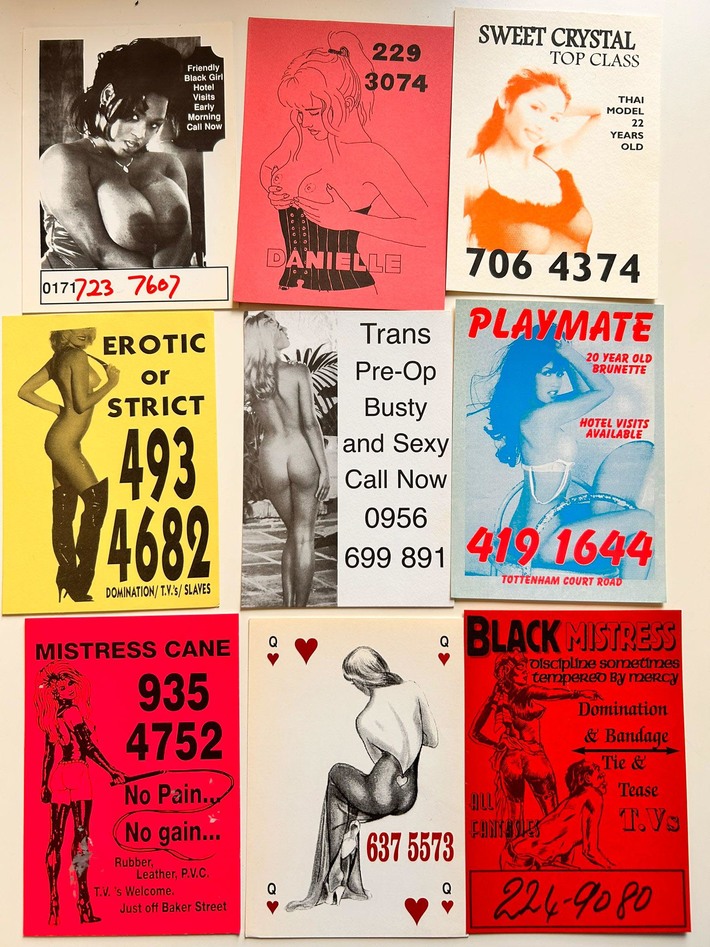 Friendly
Black Girl
Hotel
Visits
Early
Morning
Call Now
0171 723 7607
229
3074
DANIELLE
SWEET CRYSTAL
TOP CLASS
THAI
MODEL
22
YEARS
OLD
706 4374
EROTIC
or
STRICT
493
4682
DOMINATION/ T.V.'s/ SLAVES
Trans
Pre-Op
Busty
and Sexy
Call Now
0956
699 891
PLAYMATE
20 YEAR OLD
BRUNETTE
HOTEL VISITS
AVAILABLE
419 1644
TOTTENHAM COURT ROAD
MISTRESS CANE
935
4752
No Pain...
No gain...
Rubber,
Leather, P.V.C.
T.V. 's Welcome.
Just off Baker Street
Q
Q
637 5573
Q
Q
BLACK MISTRESS
discipline sometimes
tempered by mercy
Domination
& Bandage
Tie &
Tease
T.Vs
ALL
FANTASIES
224-9080